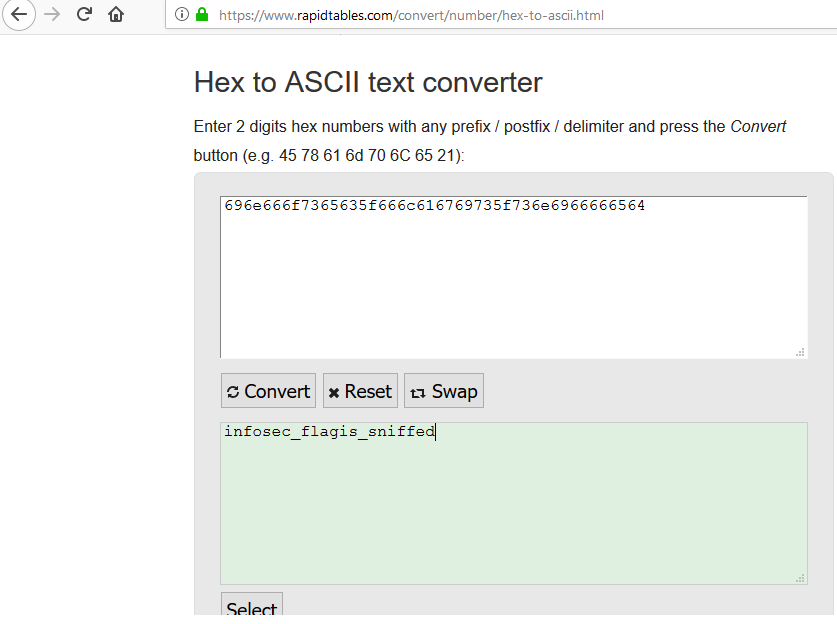 https://www.rapidtables.com/convert/number/hex-to-ascii.html
Hex to ASCII text converter
Enter 2 digits hex numbers with any prefix / postfix / delimiter and press the Convert
button (e.g. 45 78 61 6d 70 6C 65 21):
696e666f7365635f666c616769735f736e6966666564
Convert Reset Swap
infosec_flagis_sniffed
Select